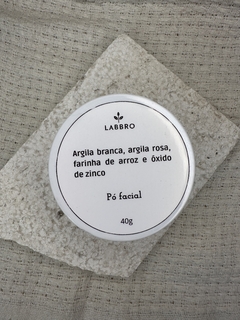 LABBRO
Argila branca, argila rosa,
farinha de arroz e óxido
de zinco
Pó facial
40g